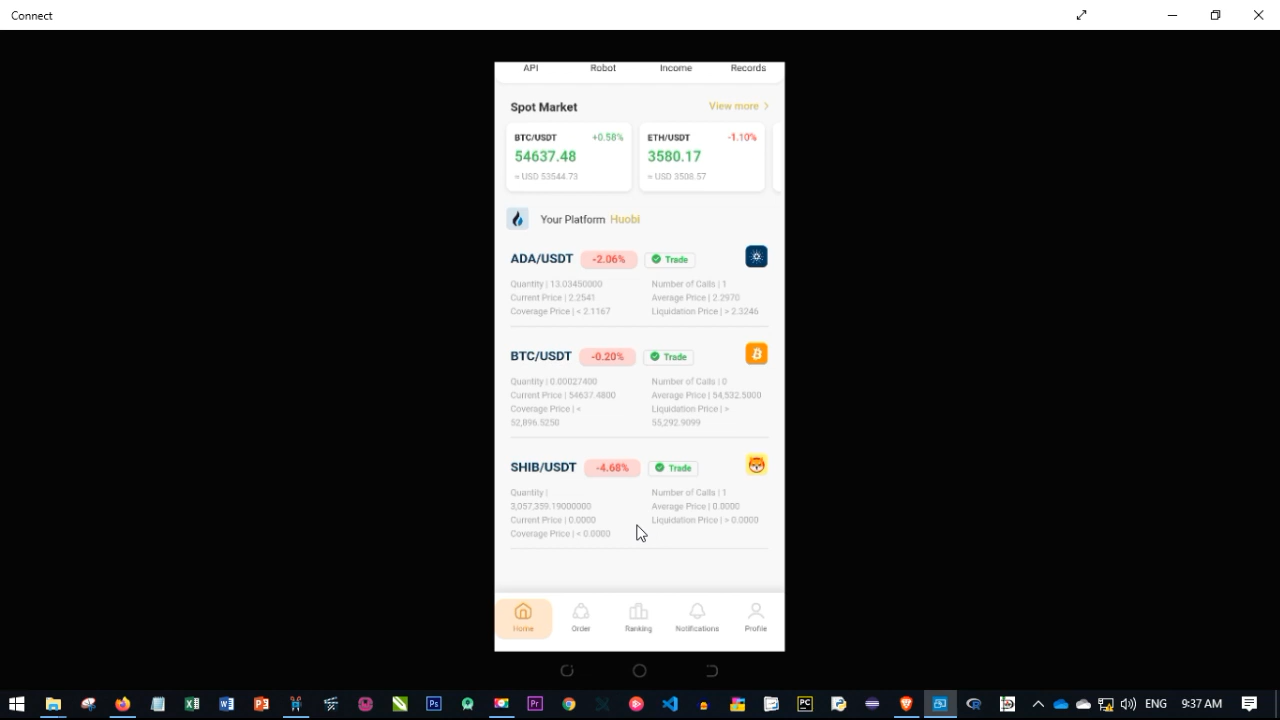 Connect
API Robot Income Records
Spot Market View more >
BTC/USDT +0.58% ETH/USDT -1.10%
54637.48 3580.17
≈ USD 53544.73 ≈ USD 3508.57
Your Platform Huobi
ADA/USDT -2.06% Trade
Quantity | 13.03450000 Number of Calls | 1
Current Price | 2.2541 Average Price | 2.2970
Coverage Price | < 2.1167 Liquidation Price | > 2.3246
BTC/USDT -0.20% Trade
Quantity | 0.00027400 Number of Calls | 0
Current Price | 54637.4800 Average Price | 54,532.5000
Coverage Price | < Liquidation Price | >
52,896.5250 55,292.9099
SHIB/USDT -4.68% Trade
Quantity | Number of Calls | 1
3,057,359.19000000 Average Price | 0.0000
Current Price | 0.0000 Liquidation Price | > 0.0000
Coverage Price | < 0.0000
Home Order Ranking Notifications Profile
ENG 9:37 AM